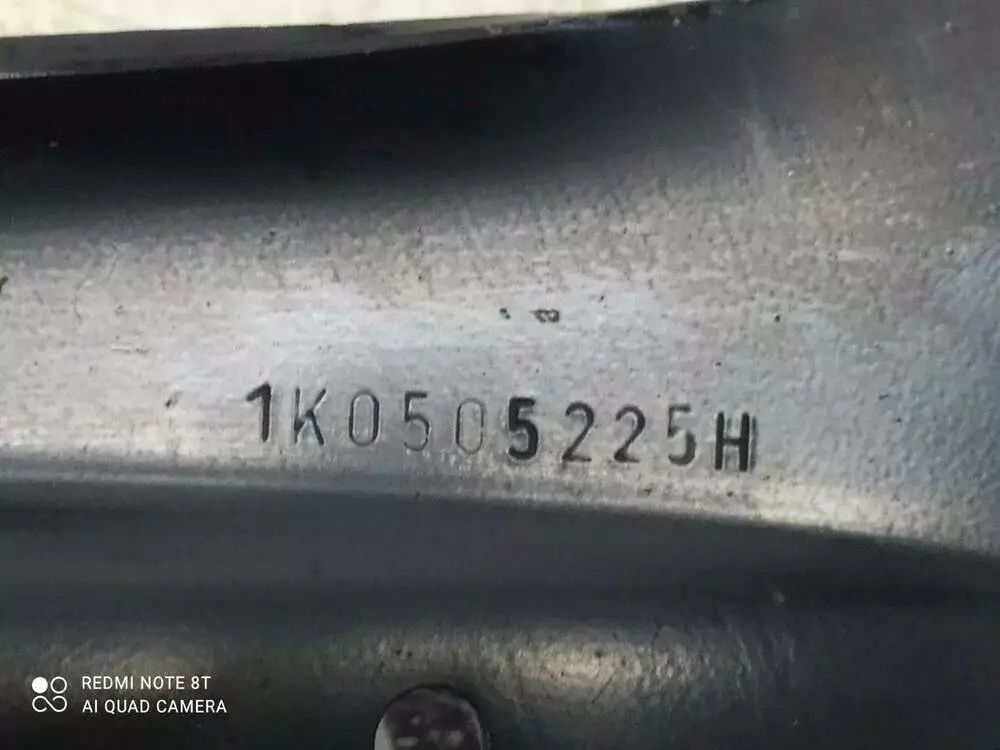 1K0505225H
REDMI NOTE 8T
AI QUAD CAMERA